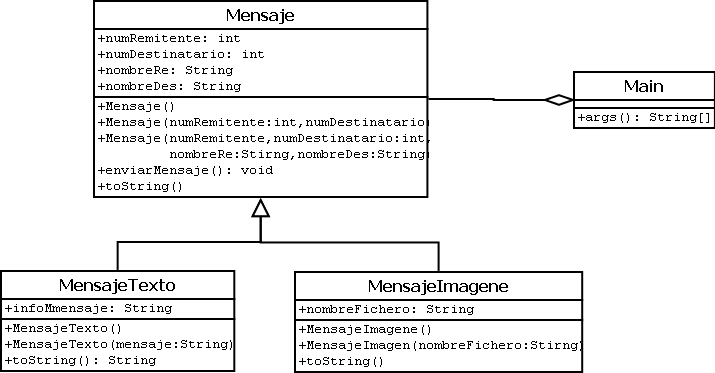 Mensaje
+numRemitente: int
+numDestinatario: int
+nombreRe: String
+nombreDes: String
+Mensaje()
+Mensaje(numRemitente:int,numDestinatario
+Mensaje(numRemitente,numDestinatario:int,
nombreRe:Stirng,nombreDes:String)
+enviarMensaje(): void
+toString()
Main
+args(): String[]
MensajeTexto
+infoMmensaje: String
+MensajeTexto()
+MensajeTexto(mensaje:String)
+toString(): String
MensajeImagene
+nombreFichero: String
+MensajeImagene()
+MensajeImagen(nombreFichero:Stirng)
+toString()